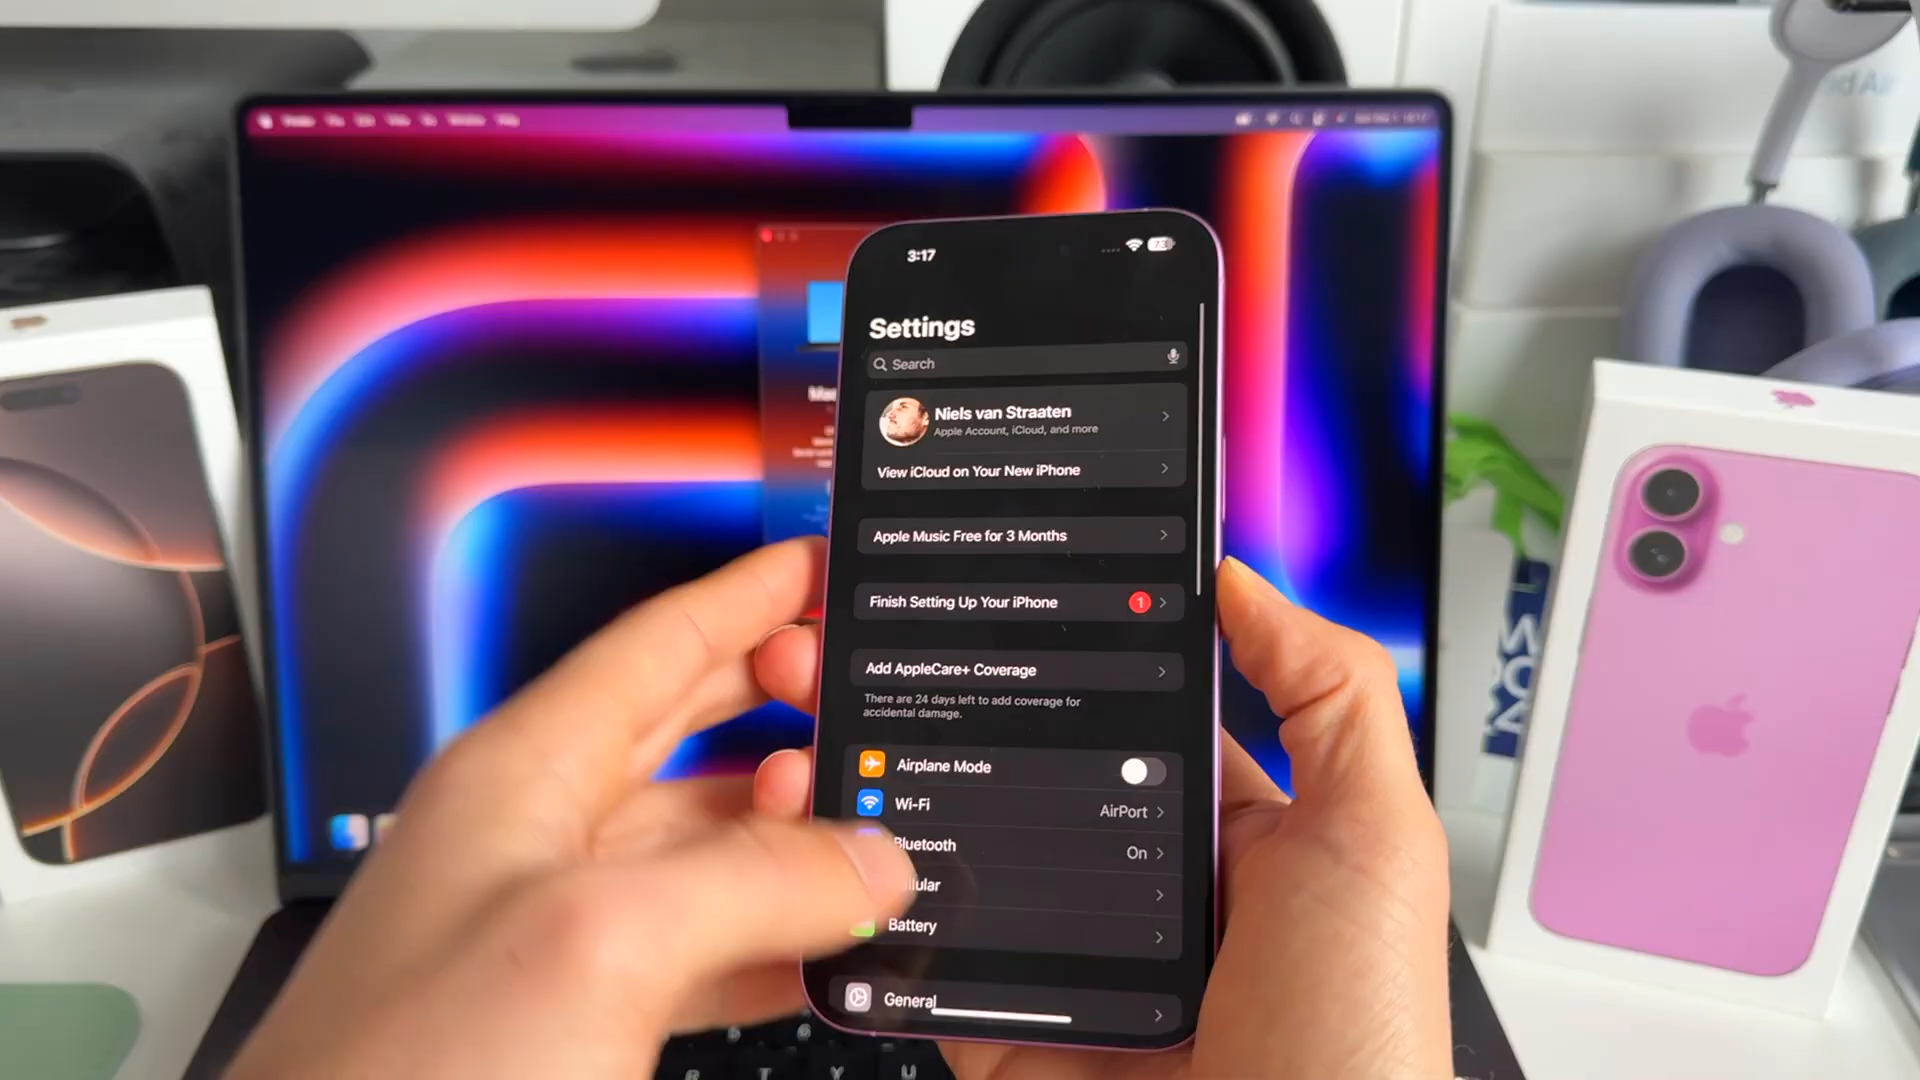 3:17
73
Settings
Search
Niels van Straaten
Apple Account, iCloud, and more
View iCloud on Your New iPhone
Apple Music Free for 3 Months
Finish Setting Up Your iPhone
1
Add AppleCare+ Coverage
There are 24 days left to add coverage for
accidental damage.
Airplane Mode
Wi-Fi
AirPort
Bluetooth
On
Battery
General
T
Y
U